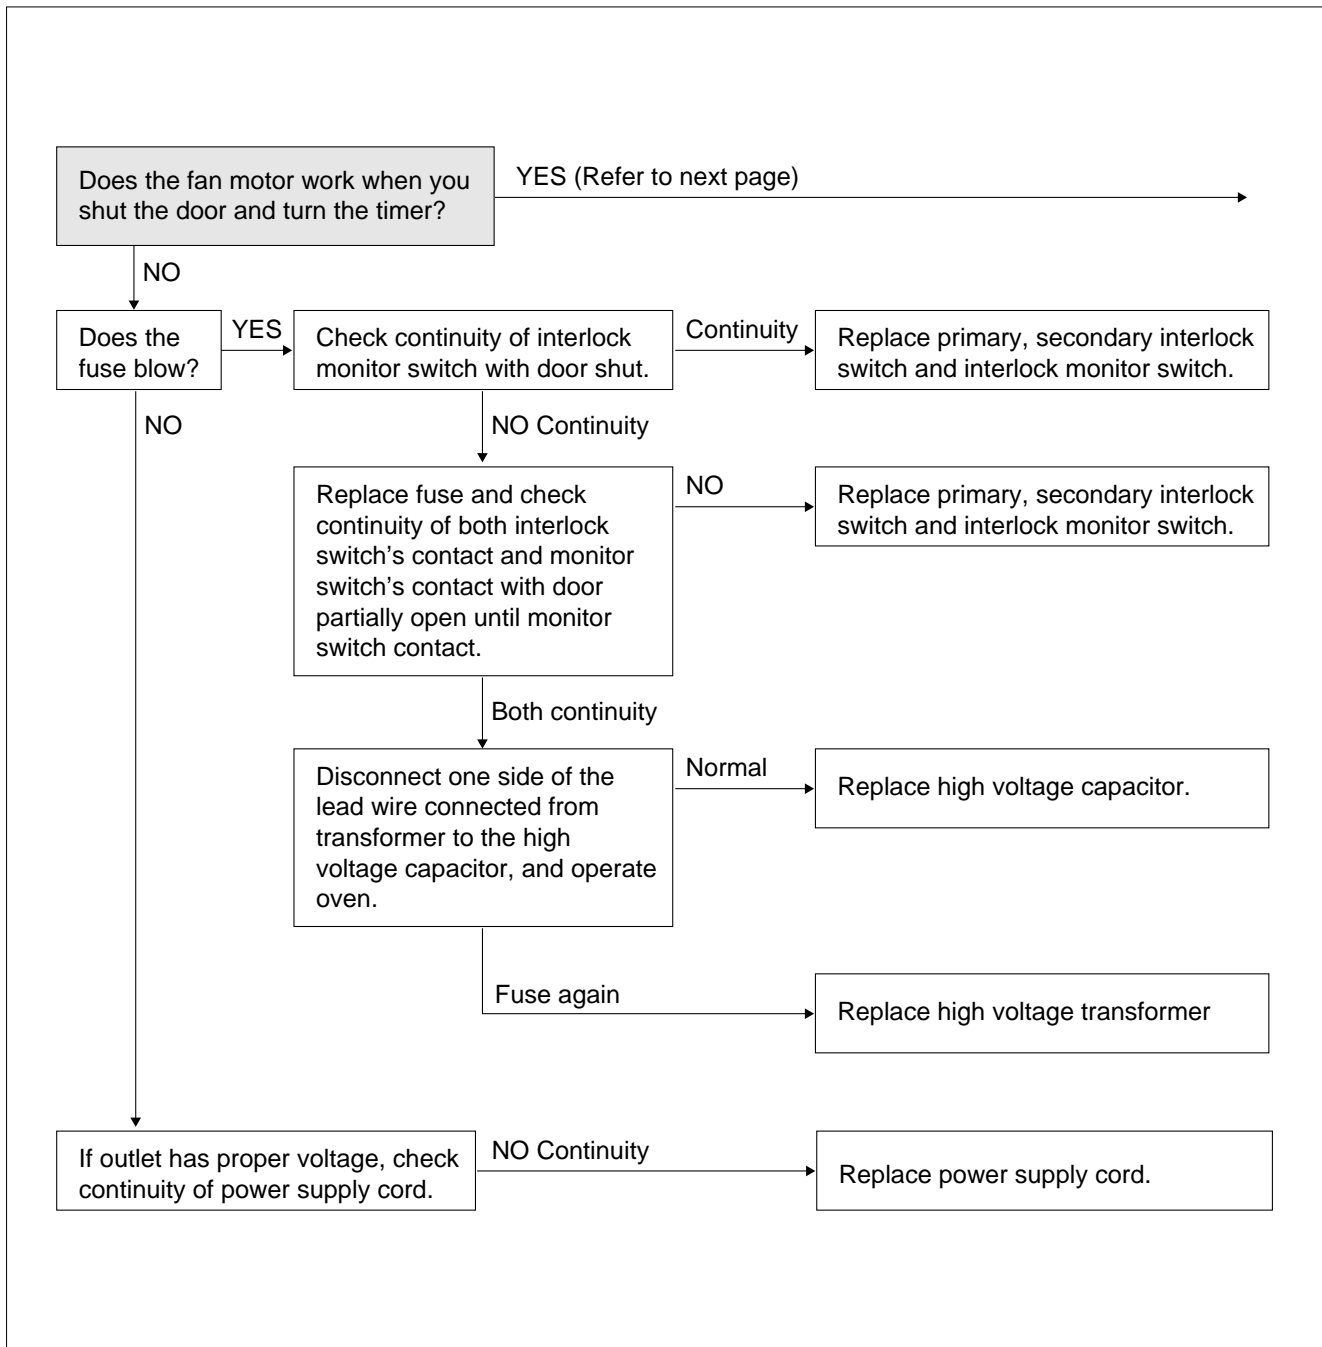 Does the fan motor work when you
shut the door and turn the timer?
YES (Refer to next page)
NO
Does the
fuse blow?
YES
Check continuity of interlock
monitor switch with door shut.
Continuity
Replace primary, secondary interlock
switch and interlock monitor switch.
NO
NO Continuity
Replace fuse and check
continuity of both interlock
switch’s contact and monitor
switch’s contact with door
partially open until monitor
switch contact.
NO
Replace primary, secondary interlock
switch and interlock monitor switch.
Both continuity
Disconnect one side of the
lead wire connected from
transformer to the high
voltage capacitor, and operate
oven.
Normal
Replace high voltage capacitor.
Fuse again
Replace high voltage transformer
If outlet has proper voltage, check
continuity of power supply cord.
NO Continuity
Replace power supply cord.